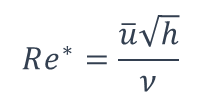 Re* = ū√h / ν